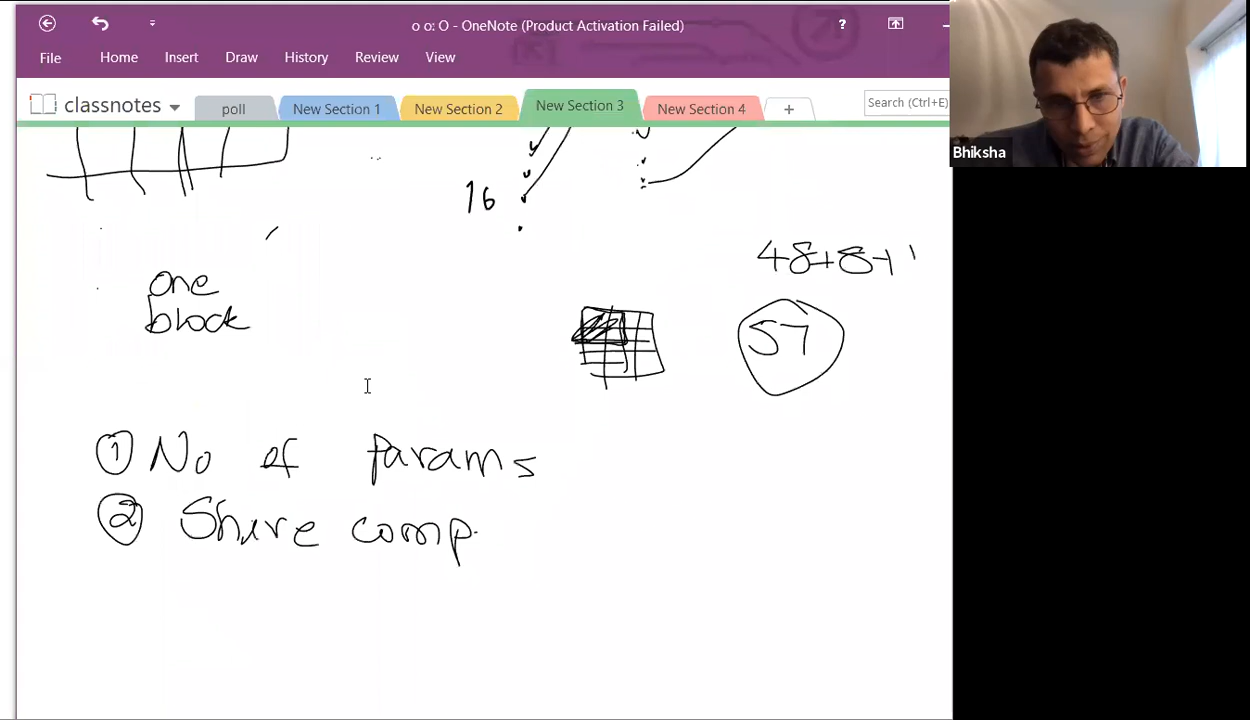 o o: O - OneNote (Product Activation Failed)
?
File Home Insert Draw History Review View
classnotes poll New Section 1 New Section 2 New Section 3 New Section 4 + Search (Ctrl+E)
Bhiksha
16
48+8+1
one
block
57
① No of params
② Share comp.